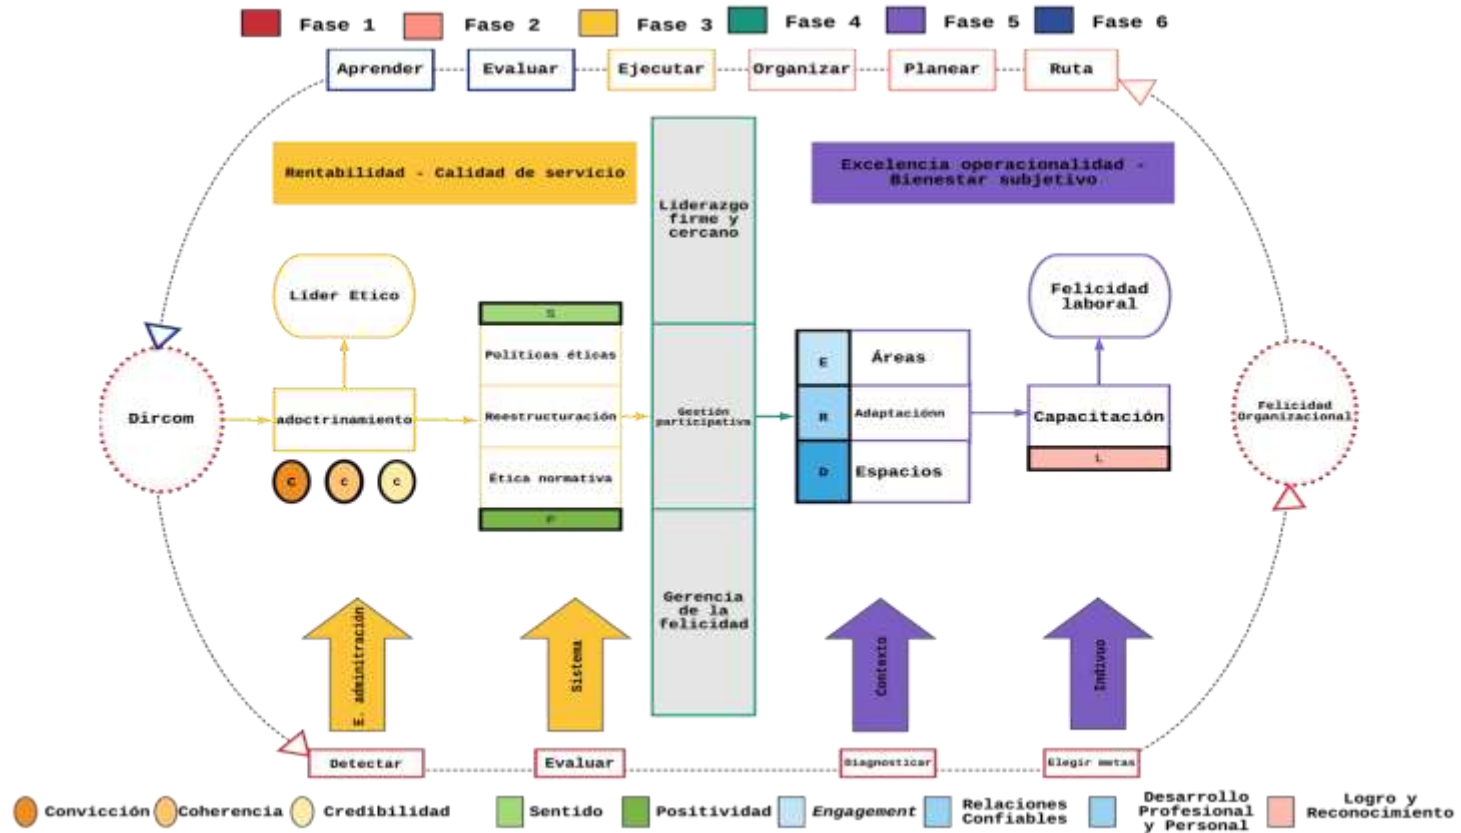 Fase 1
Fase 2
Fase 3
Fase 4
Fase 5
Fase 6
Aprender
Evaluar
Ejecutar
Organizar
Planear
Ruta
Rentabilidad - Calidad de servicio
Excelencia operacionalidad -
Bienestar subjetivo
Liderazgo
firme y
cercano
Líder Etico
Felicidad
laboral
S
Políticas éticas
E
Áreas
Dircom
adoctrinamiento
Reestructuración
Gestión
participativa
R
Adaptaciónn
Capacitación
Felicidad
Organizacional
L
C
c
c
Ética normativa
D
Espacios
P
Gerencia
de la
felicidad
E. adminitración
Sistema
Contexto
Indivuo
Detectar
Evaluar
Diagnosticar
Elegir metas
Convicción
Coherencia
Credibilidad
Sentido
Positividad
Engagement
Relaciones
Confiables
Desarrollo
Profesional
y Personal
Logro y
Reconocimiento